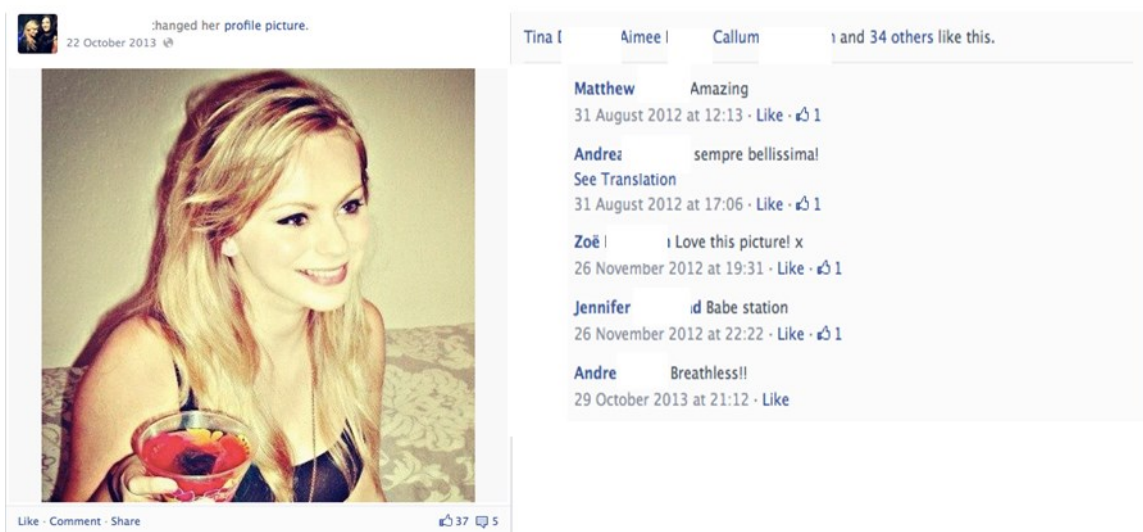 changed her profile picture.
22 October 2013
Like · Comment · Share
37 5
Tina Aimee Callum and 34 others like this.
Matthew Amazing
31 August 2012 at 12:13 · Like · 1
Andrea sempre bellissima!
See Translation
31 August 2012 at 17:06 · Like · 1
Zoë Love this picture! x
26 November 2012 at 19:31 · Like · 1
Jennifer Babe station
26 November 2012 at 22:22 · Like · 1
Andre Breathless!!
29 October 2013 at 21:12 · Like